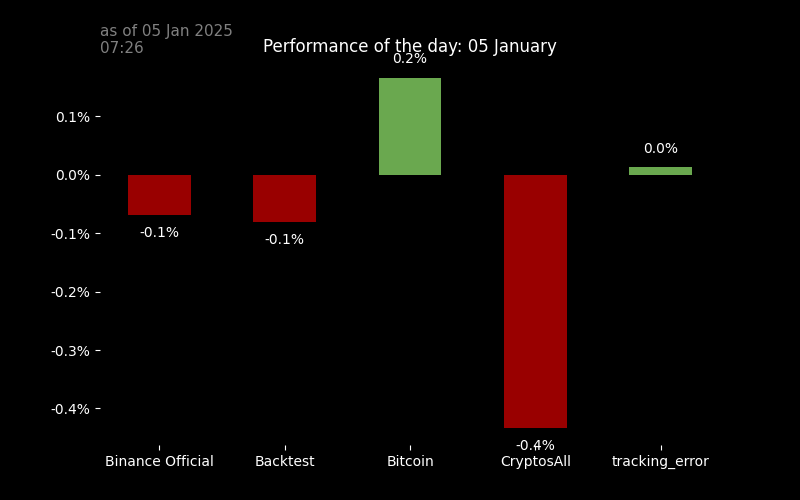 as of 05 Jan 2025
07:26
Performance of the day: 05 January
0.2%
0.1%
0.0%
0.0%
-0.1%
-0.1%
-0.1%
-0.2%
-0.3%
-0.4%
-0.4%
Binance Official
Backtest
Bitcoin
CryptosAll
tracking_error